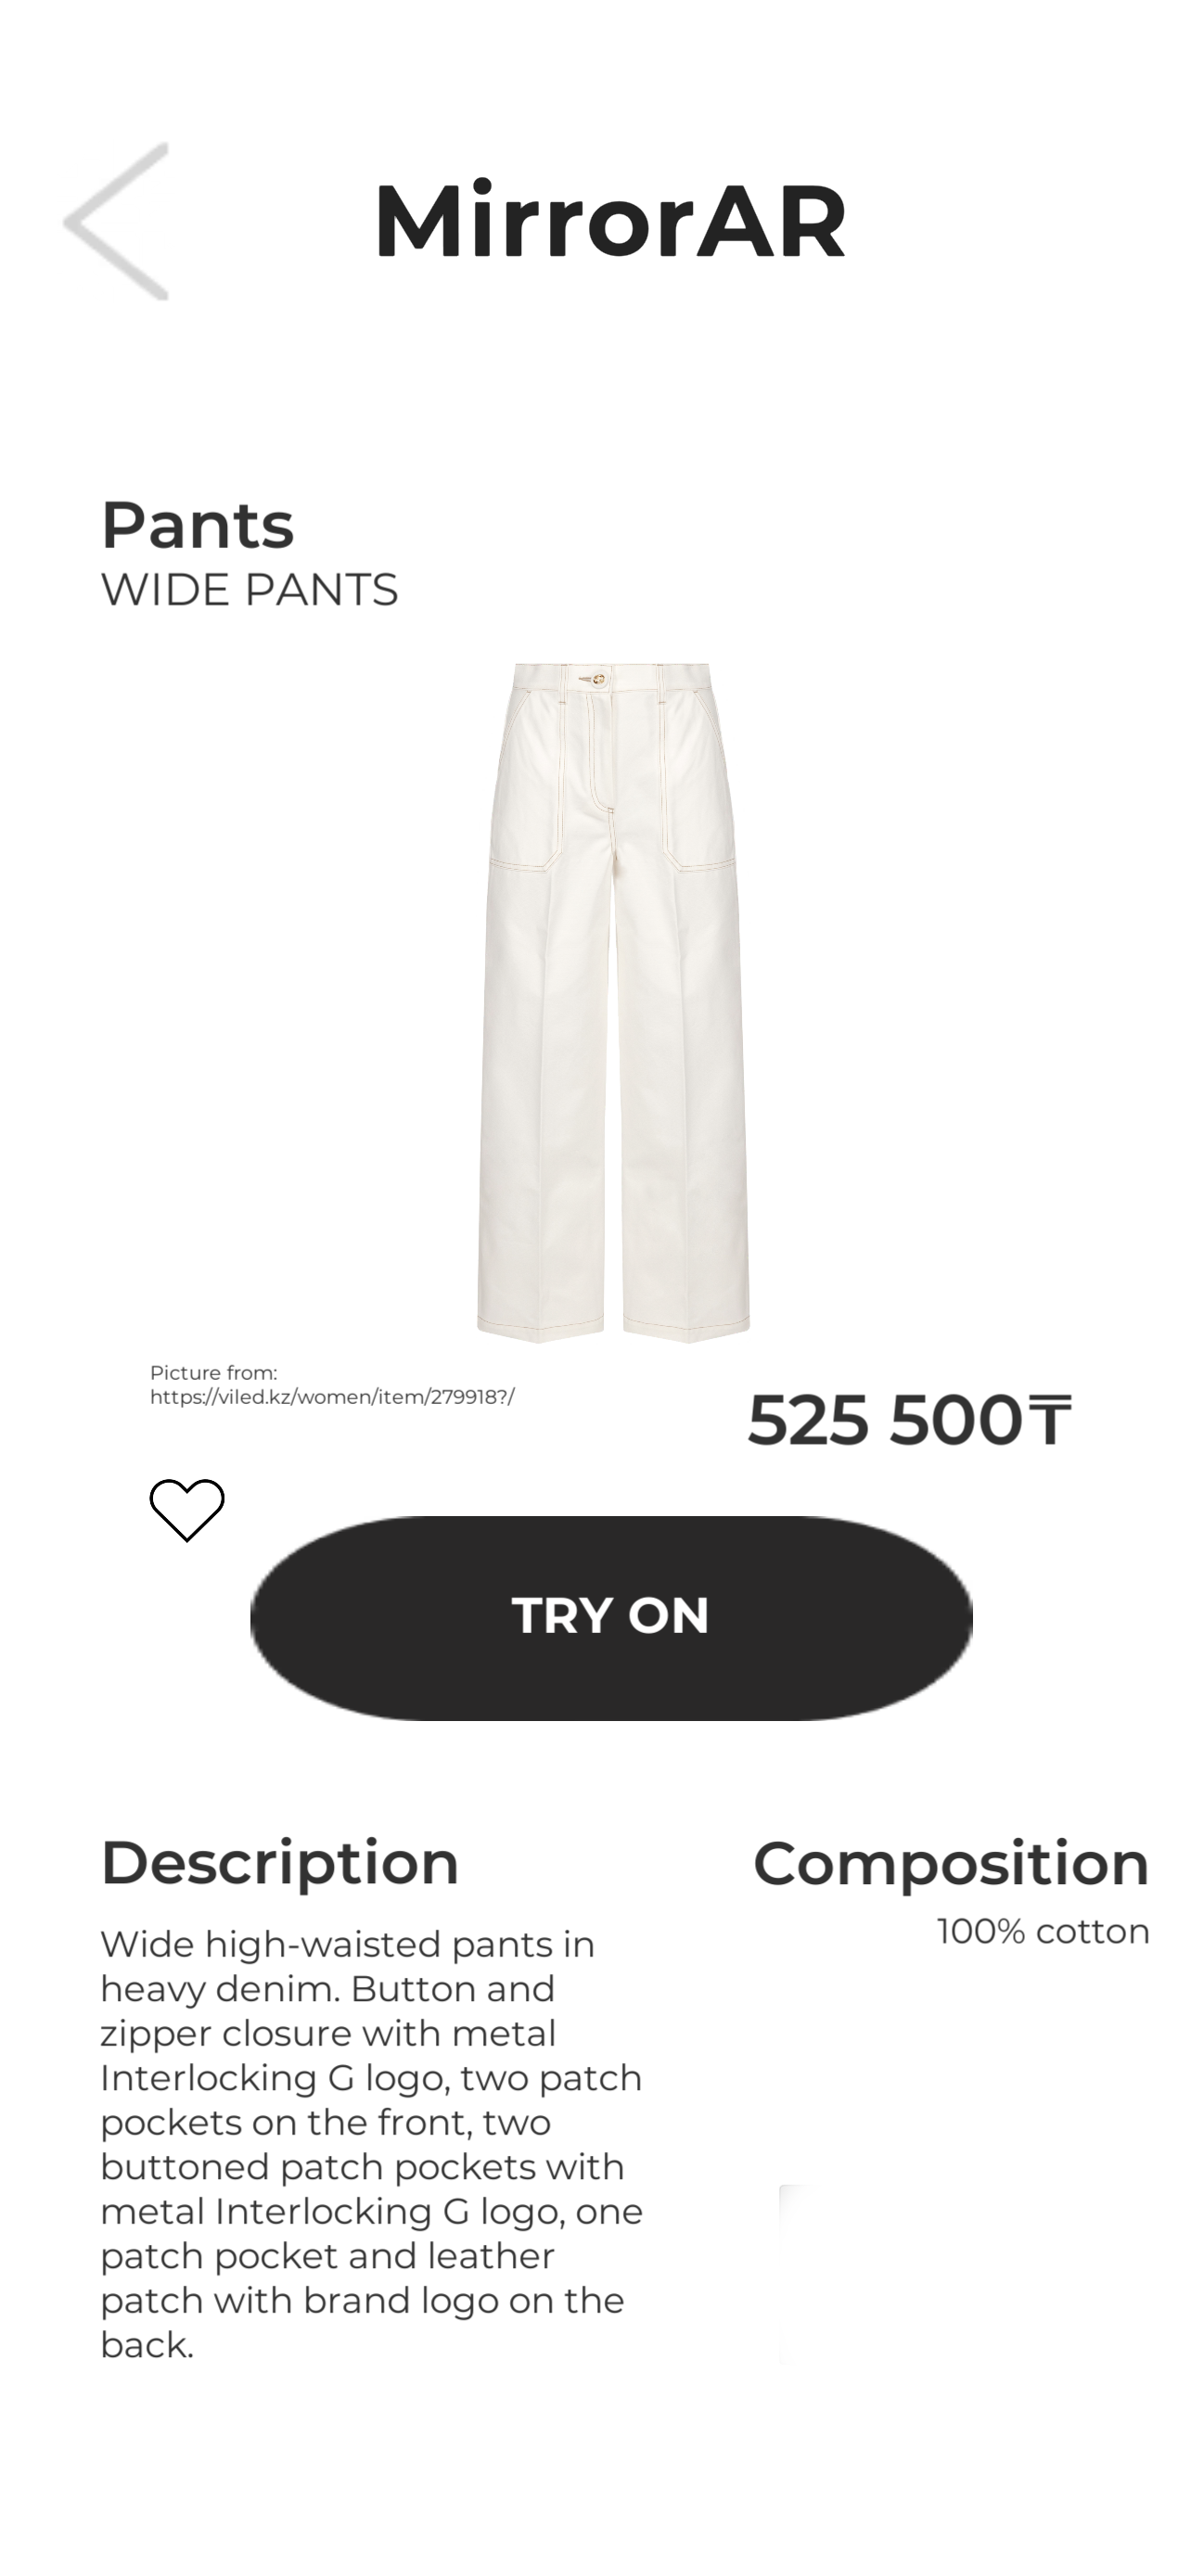 MirrorAR
Pants
WIDE PANTS
Picture from:
https://viled.kz/women/item/279918?/
525 500₸
TRY ON
Description
Wide high-waisted pants in
heavy denim. Button and
zipper closure with metal
Interlocking G logo, two patch
pockets on the front, two
buttoned patch pockets with
metal Interlocking G logo, one
patch pocket and leather
patch with brand logo on the
back.
Composition
100% cotton